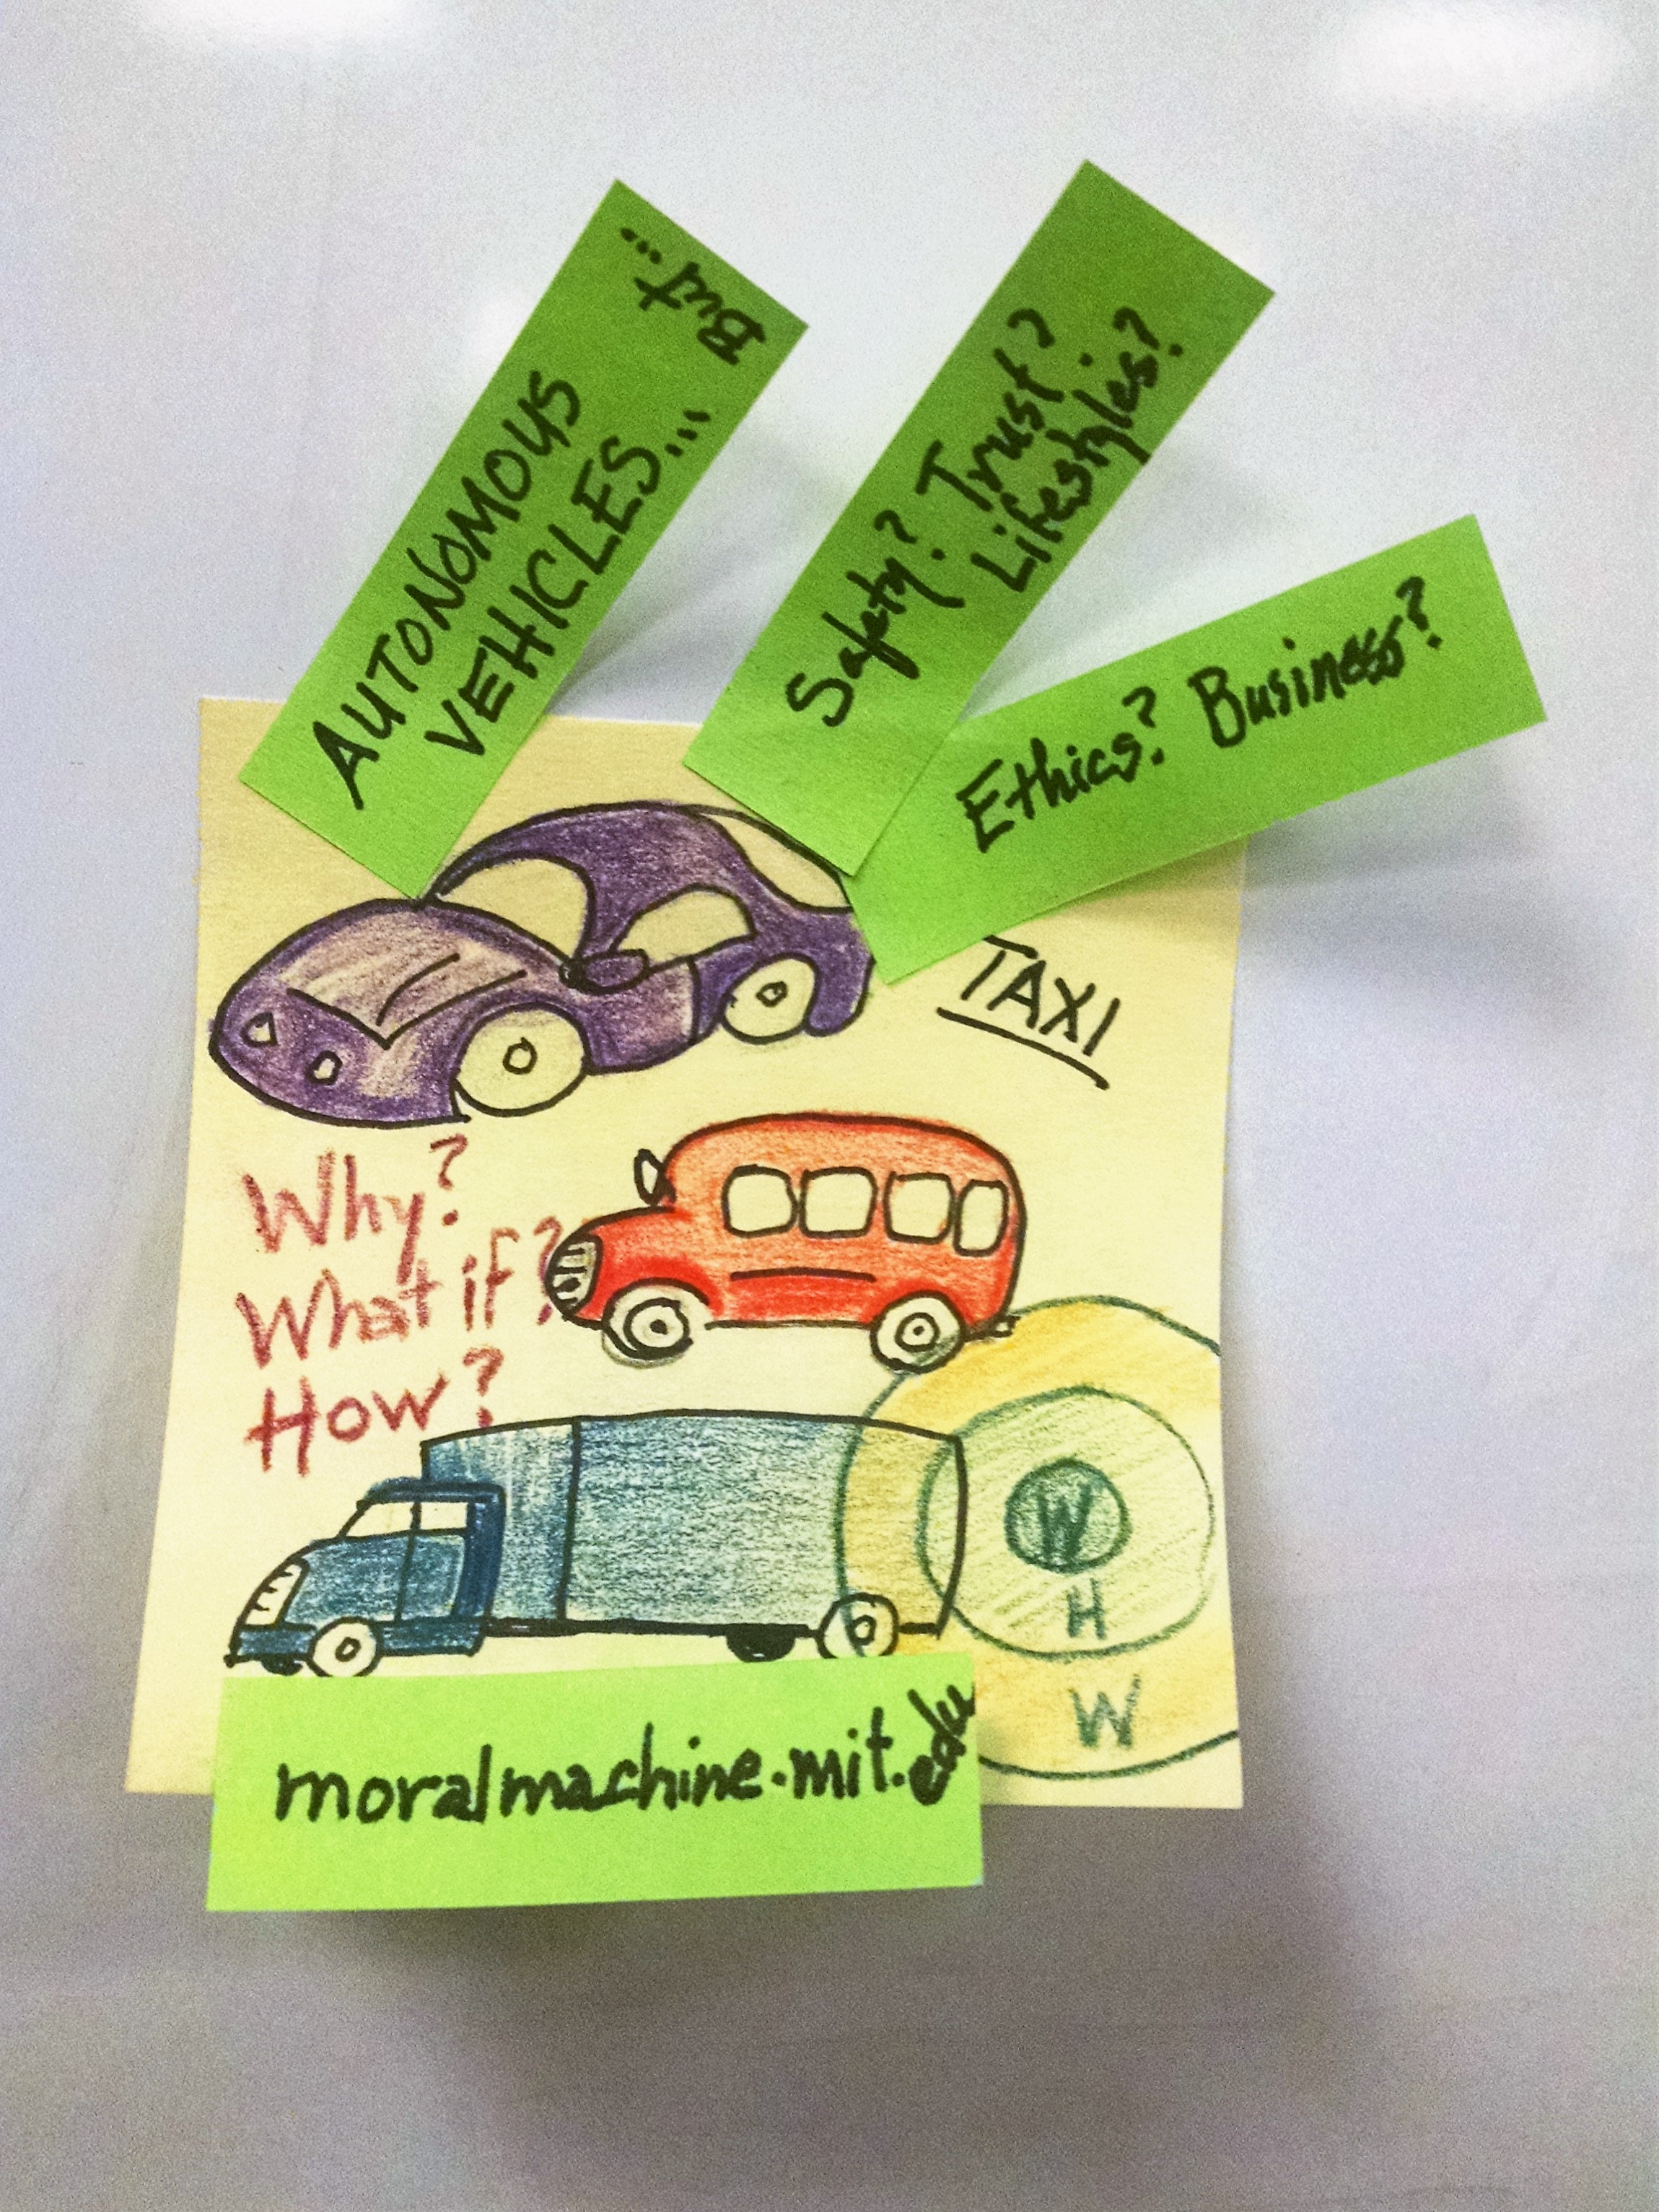 AUTONOMOUS
VEHICLES...
But...
Safety? Trust?
Lifestyles?
Ethics? Business?
TAXI
Why?
What if?
How?
W
H
W
moralmachine.mit.edu